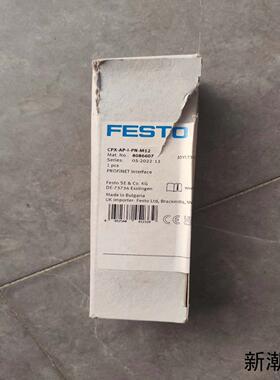 FESTO
CPX-AP-I-PN-M12
Mat. No.: 8086607
Series: 05-2022 13
1 pcs
PROFINET Interface
Festo SE & Co. KG
DE-73734 Esslingen
Made in Bulgaria
UK importer: Festo Ltd, Brackmills,
新潮